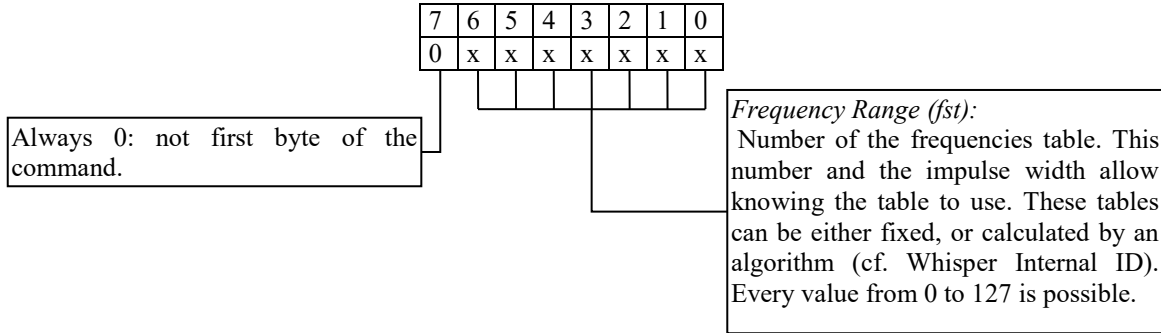 7 6 5 4 3 2 1 0
0 x x x x x x x
Always 0: not first byte of the
command.
Frequency Range (fst):
Number of the frequencies table. This
number and the impulse width allow
knowing the table to use. These tables
can be either fixed, or calculated by an
algorithm (cf. Whisper Internal ID).
Every value from 0 to 127 is possible.